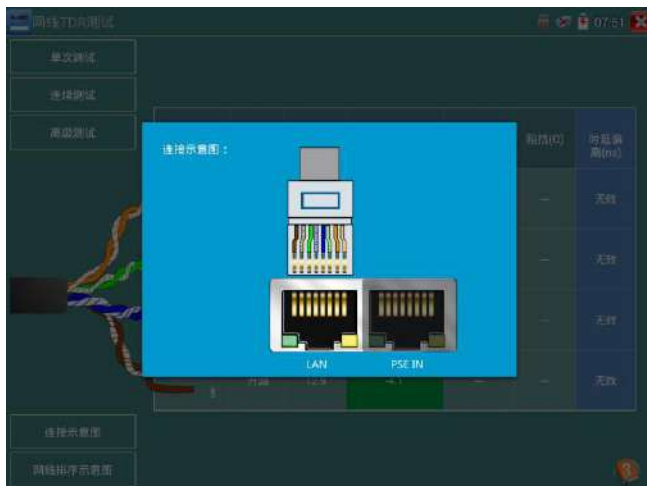 网线TDR测试
07:51
单次测试
连续测试
高级测试
阻抗(Ω)
时延偏
离(ns)
连接示意图：
—
无效
—
无效
—
无效
LAN
PSE IN
开路
12.9
-4.1
—
—
无效
连接示意图
网线排序示意图